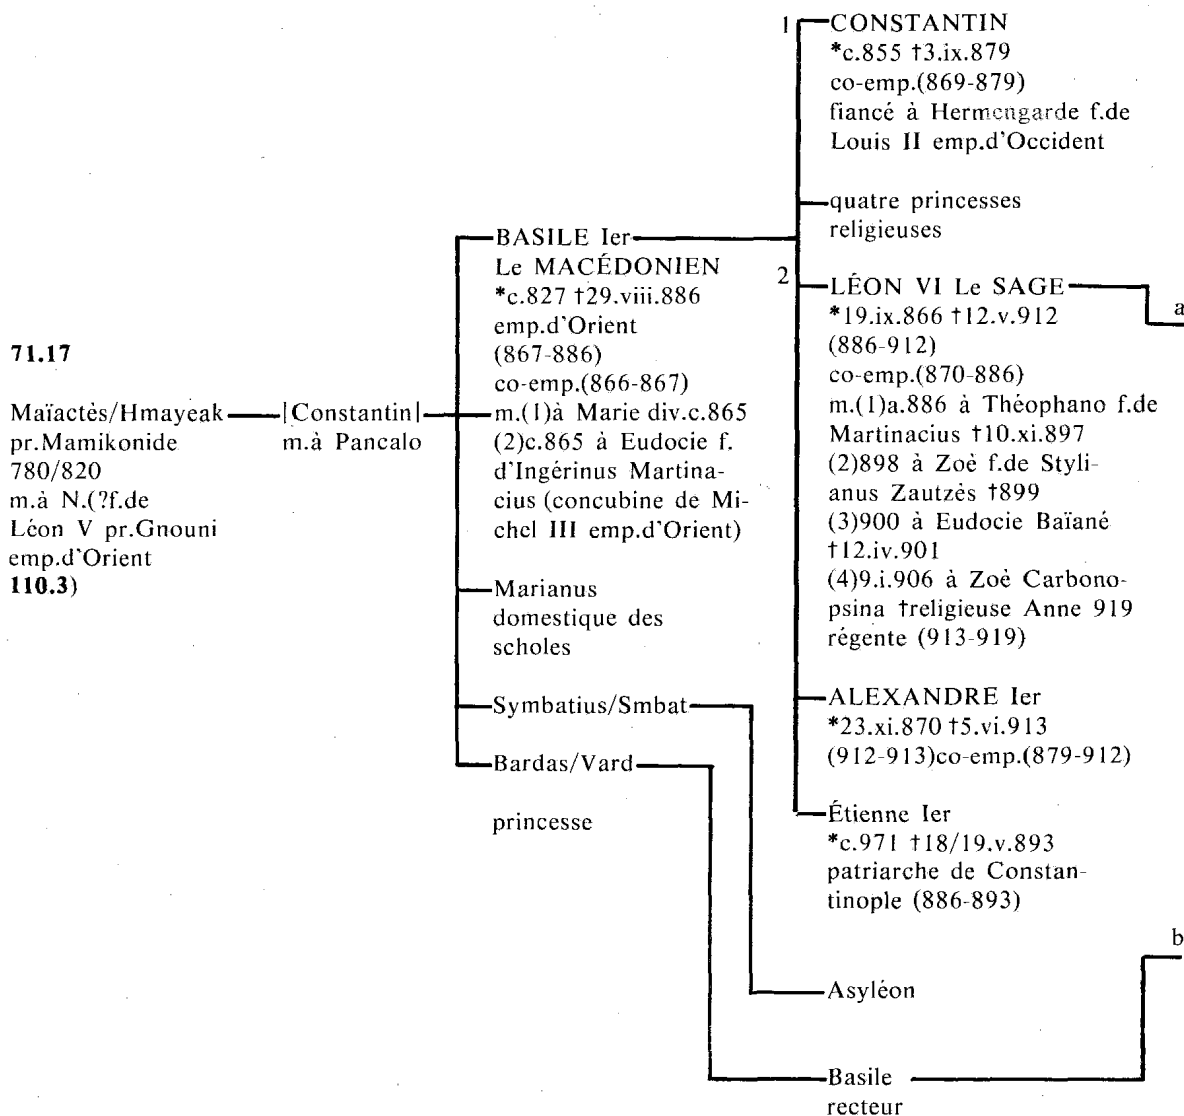 71.17
Maïactès/Hmayeak
pr.Mamikonide
780/820
m.à N.(?f.de
Léon V pr.Gnouni
emp.d'Orient
110.3)
|Constantin|
m.à Pancalo
BASILE Ier
Le MACÉDONIEN
*c.827 †29.viii.886
emp.d'Orient
(867-886)
co-emp.(866-867)
m.(1)à Marie div.c.865
(2)c.865 à Eudocie f.
d'Ingérinus Martina-
cius (concubine de Mi-
chel III emp.d'Orient)
Marianus
domestique des
scholes
Symbatius/Smbat
Bardas/Vard
princesse
1
CONSTANTIN
*c.855 †3.ix.879
co-emp.(869-879)
fiancé à Hermengarde f.de
Louis II emp.d'Occident
quatre princesses
religieuses
2
LÉON VI Le SAGE
*19.ix.866 †12.v.912
(886-912)
co-emp.(870-886)
m.(1)a.886 à Théophano f.de
Martinacius †10.xi.897
(2)898 à Zoè f.de Styli-
anus Zautzès †899
(3)900 à Eudocie Baïané
†12.iv.901
(4)9.i.906 à Zoè Carbono-
psina †religieuse Anne 919
régente (913-919)
a
ALEXANDRE Ier
*23.xi.870 †5.vi.913
(912-913)co-emp.(879-912)
Étienne Ier
*c.971 †18/19.v.893
patriarche de Constan-
tinople (886-893)
b
Asyléon
Basile
recteur